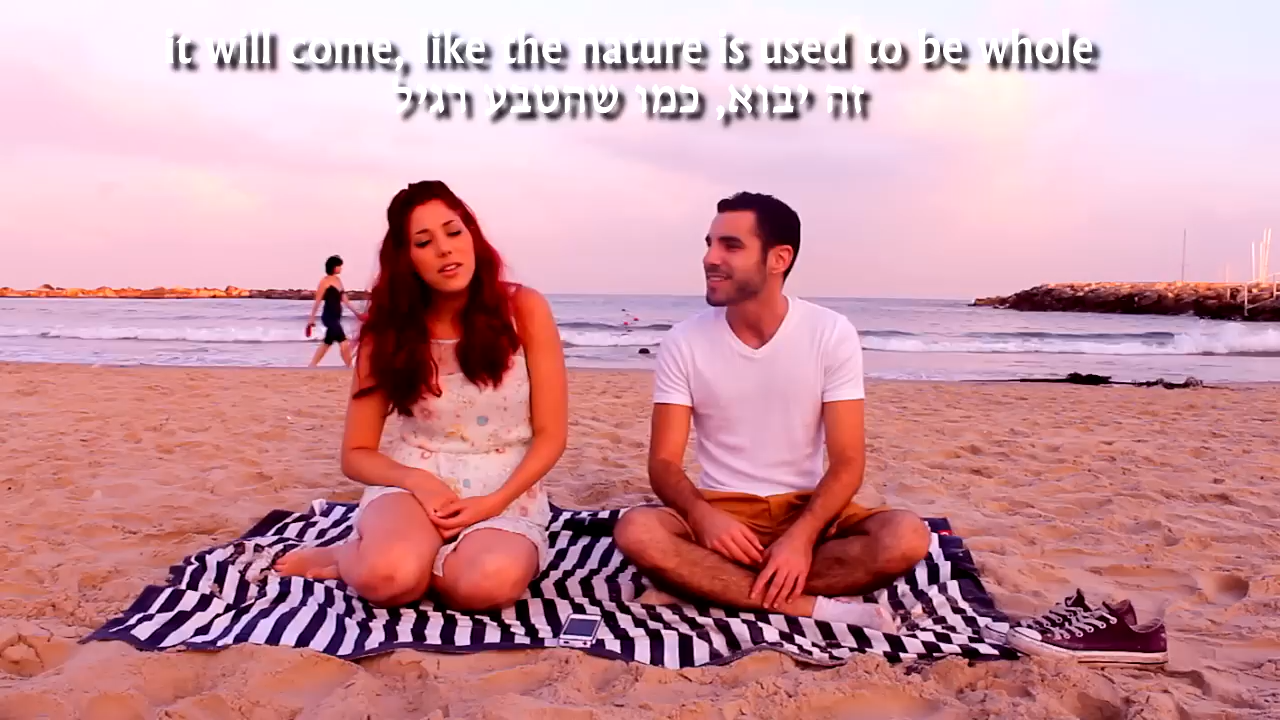 it will come, like the nature is used to be whole
זה יבוא, כמו שהטבע רגיל